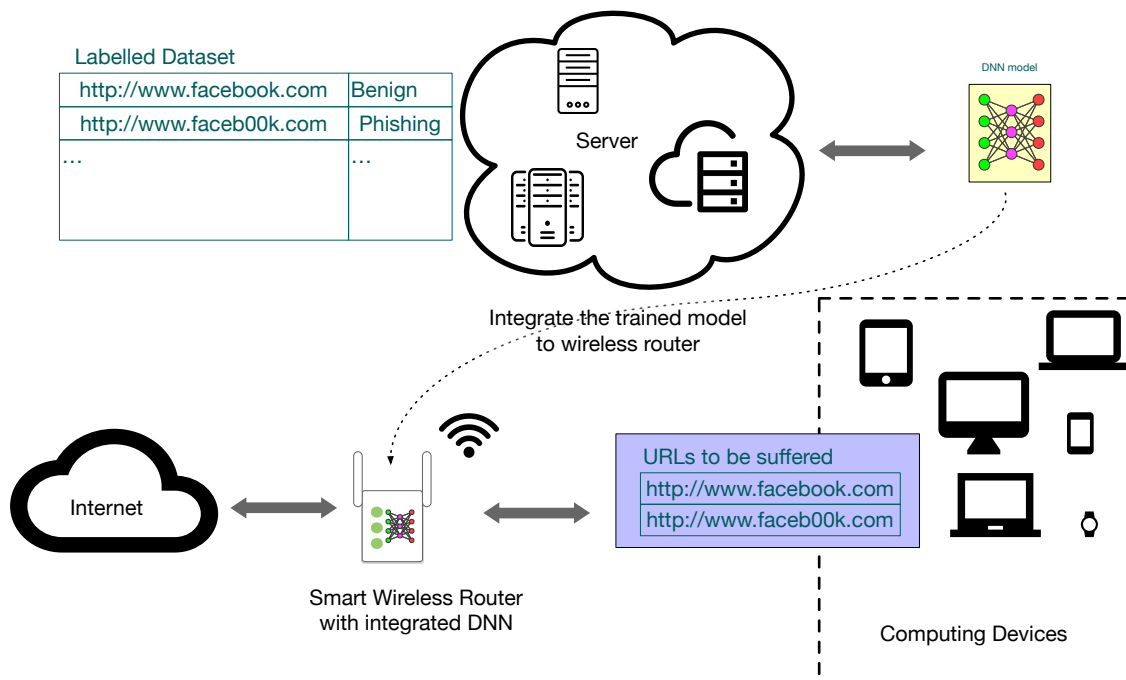 Labelled Dataset
http://www.facebook.com Benign
http://www.faceb00k.com Phishing
... ...
Server
DNN model
Integrate the trained model
to wireless router
Internet
Smart Wireless Router
with integrated DNN
URLs to be suffered
http://www.facebook.com
http://www.faceb00k.com
Computing Devices